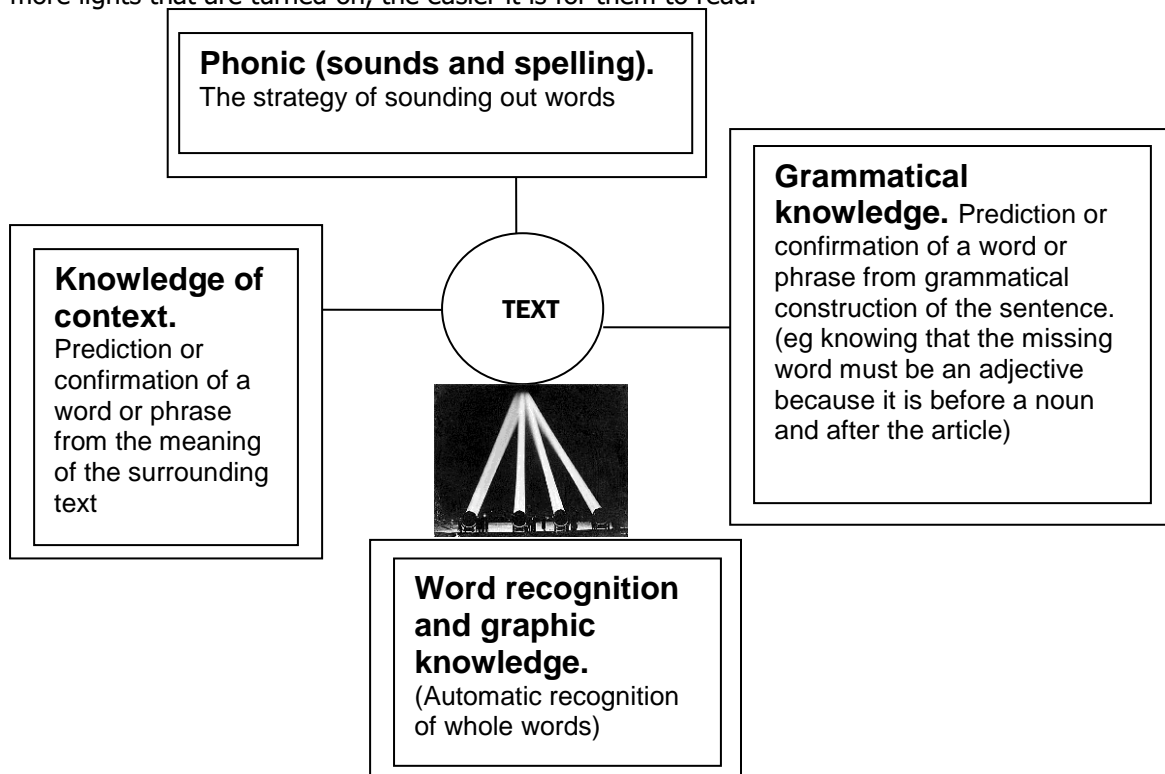 more lights that are turned on, the easier it is for them to read.
Phonic (sounds and spelling).
The strategy of sounding out words
Grammatical
knowledge. Prediction or
confirmation of a word or
phrase from grammatical
construction of the sentence.
(eg knowing that the missing
word must be an adjective
because it is before a noun
and after the article)
Knowledge of
context.
Prediction or
confirmation of a
word or phrase
from the meaning
of the surrounding
text
TEXT
Word recognition
and graphic
knowledge.
(Automatic recognition
of whole words)